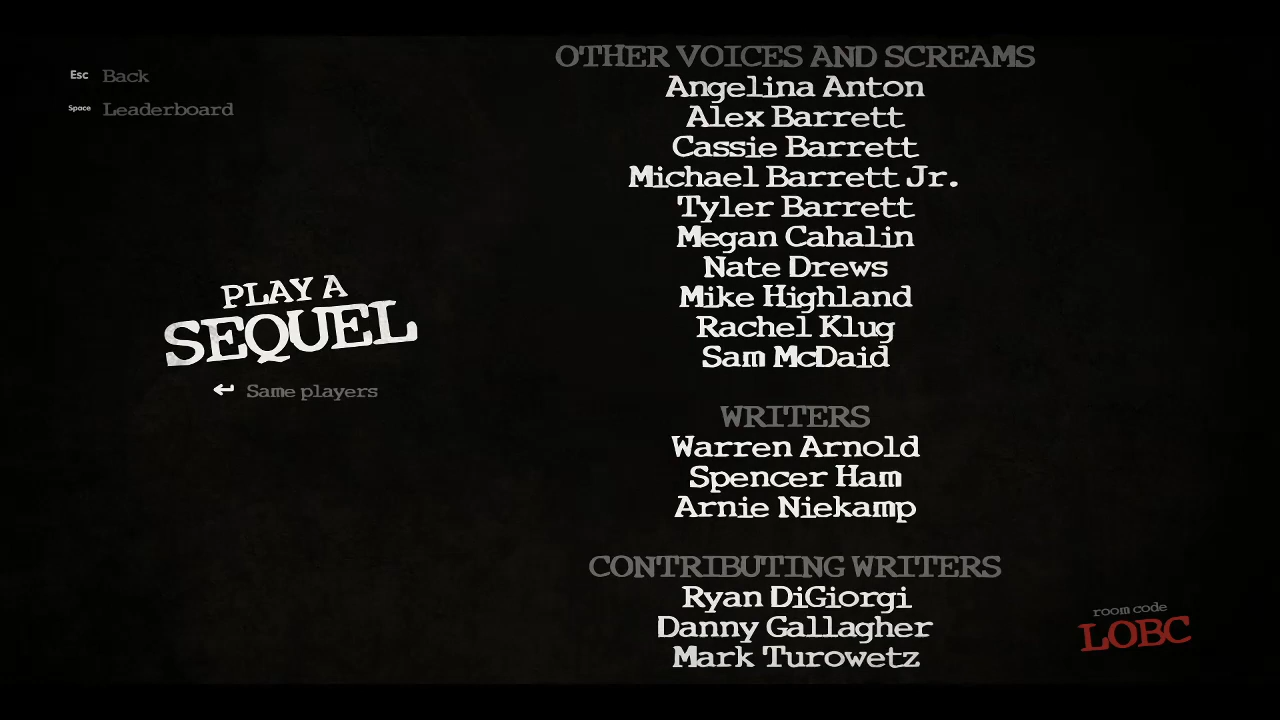 Esc Back
Space Leaderboard
PLAY A
SEQUEL
Same players
OTHER VOICES AND SCREAMS
Angelina Anton
Alex Barrett
Cassie Barrett
Michael Barrett Jr.
Tyler Barrett
Megan Cahalin
Nate Drews
Mike Highland
Rachel Klug
Sam McDaid
WRITERS
Warren Arnold
Spencer Ham
Arnie Niekamp
CONTRIBUTING WRITERS
Ryan DiGiorgi
Danny Gallagher
Mark Turowetz
room code
LOBC